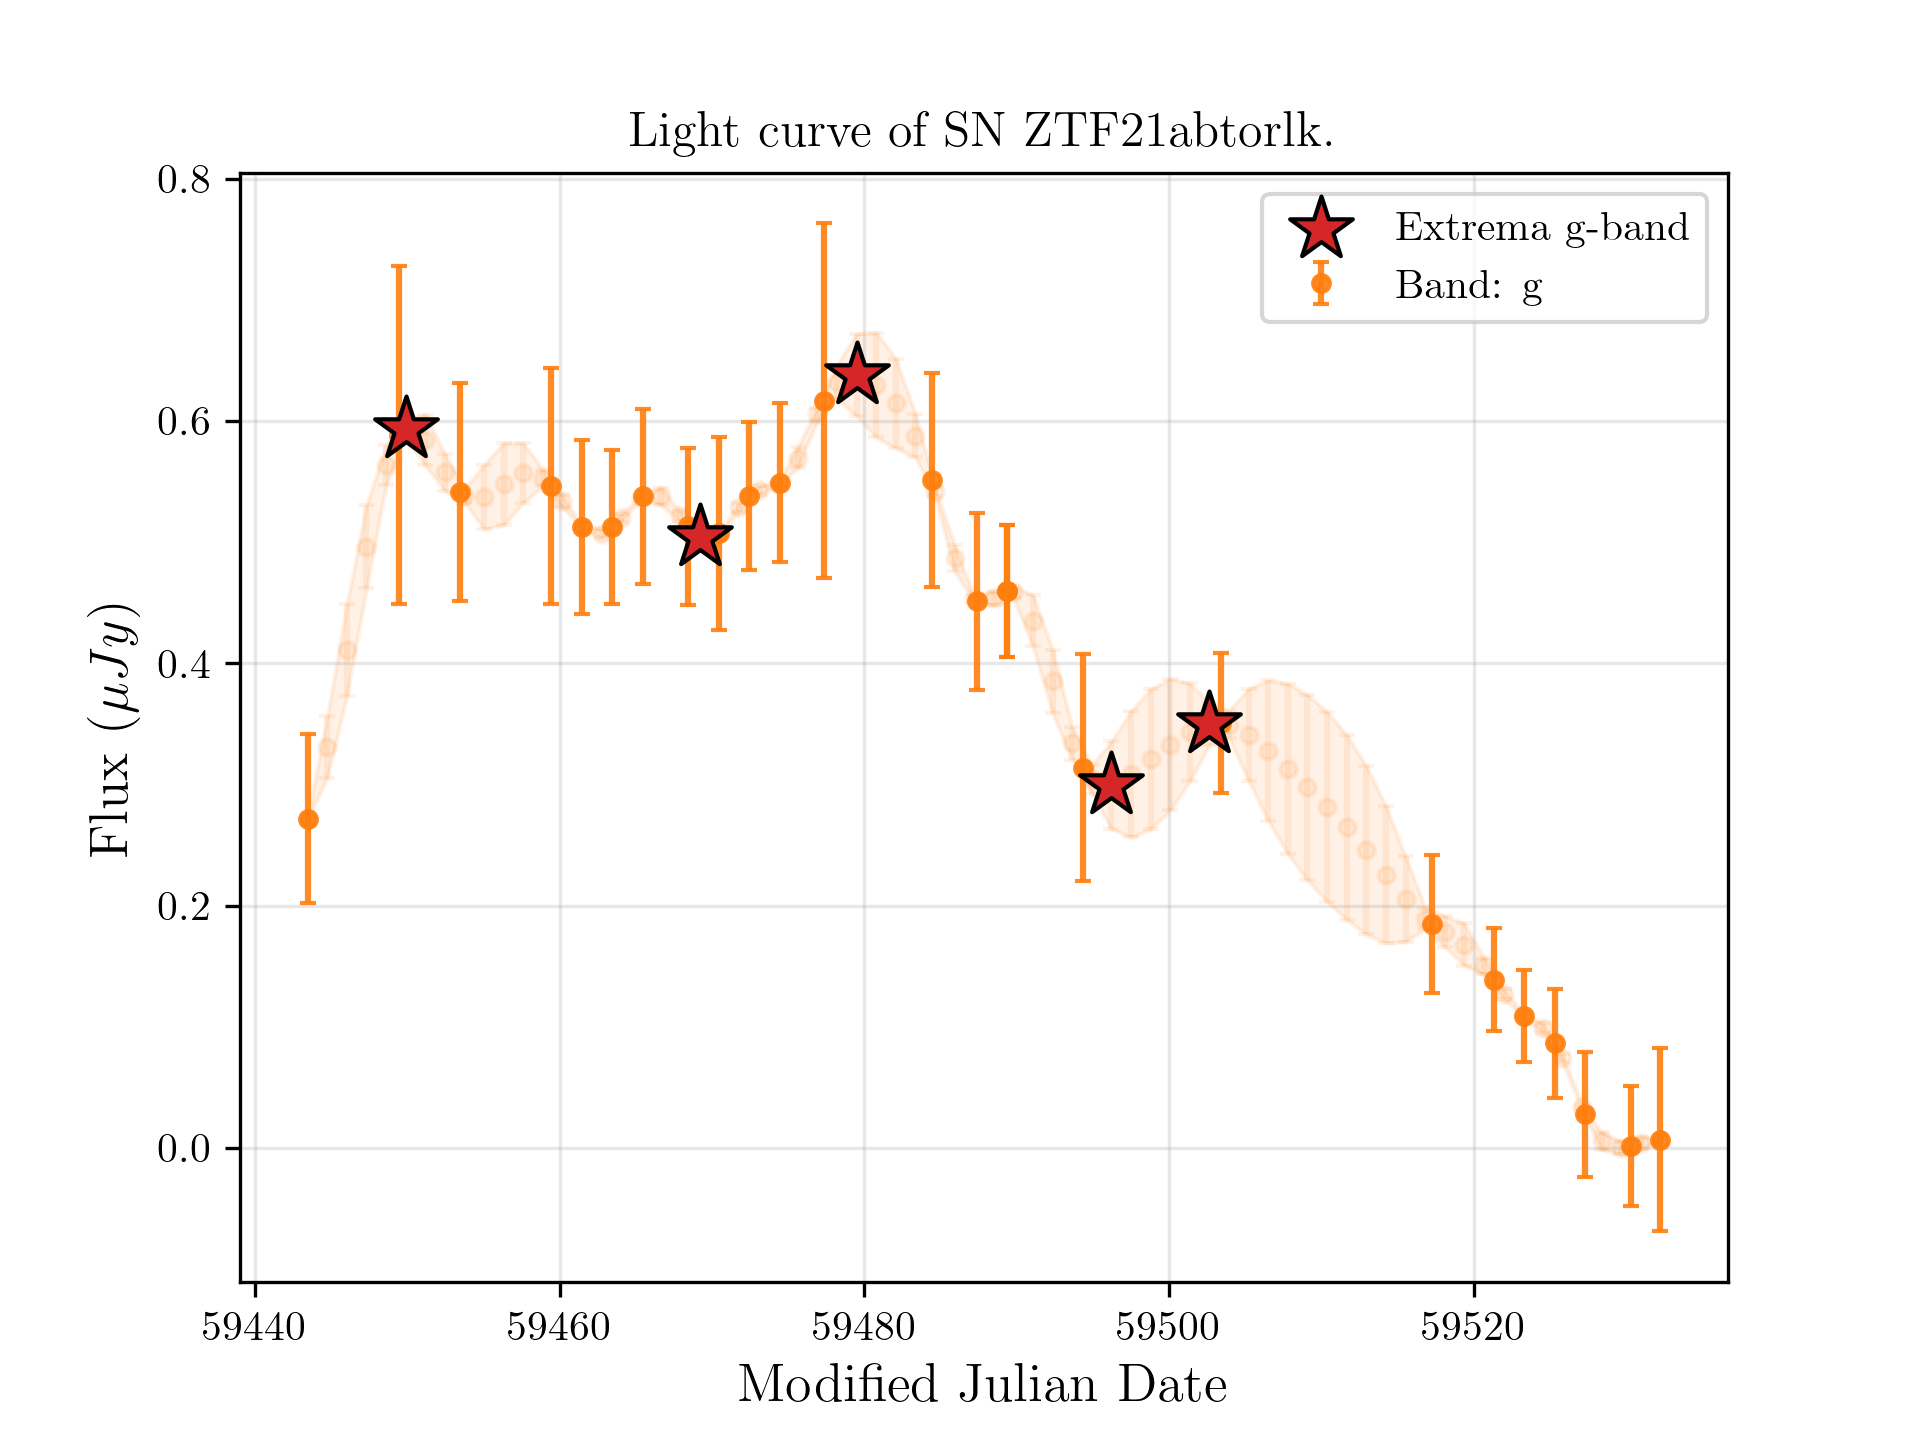 Light curve of SN ZTF21abtorlk.
Extrema g-band
Band: g
Flux (μJy)
0.8
0.6
0.4
0.2
0.0
59440 59460 59480 59500 59520
Modified Julian Date